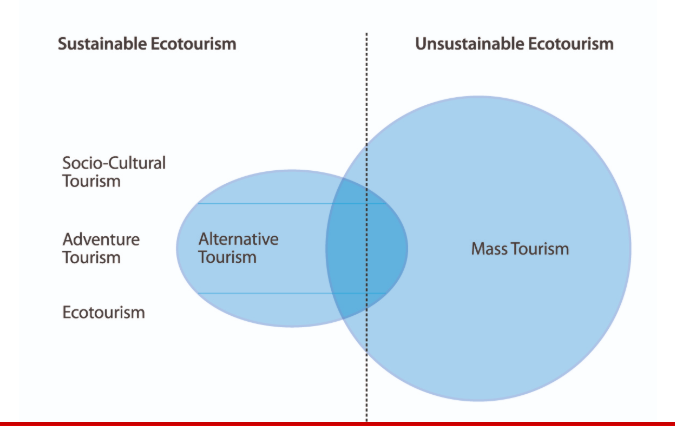 Sustainable Ecotourism
Unsustainable Ecotourism
Socio-Cultural
Tourism
Adventure
Tourism
Alternative
Tourism
Mass Tourism
Ecotourism